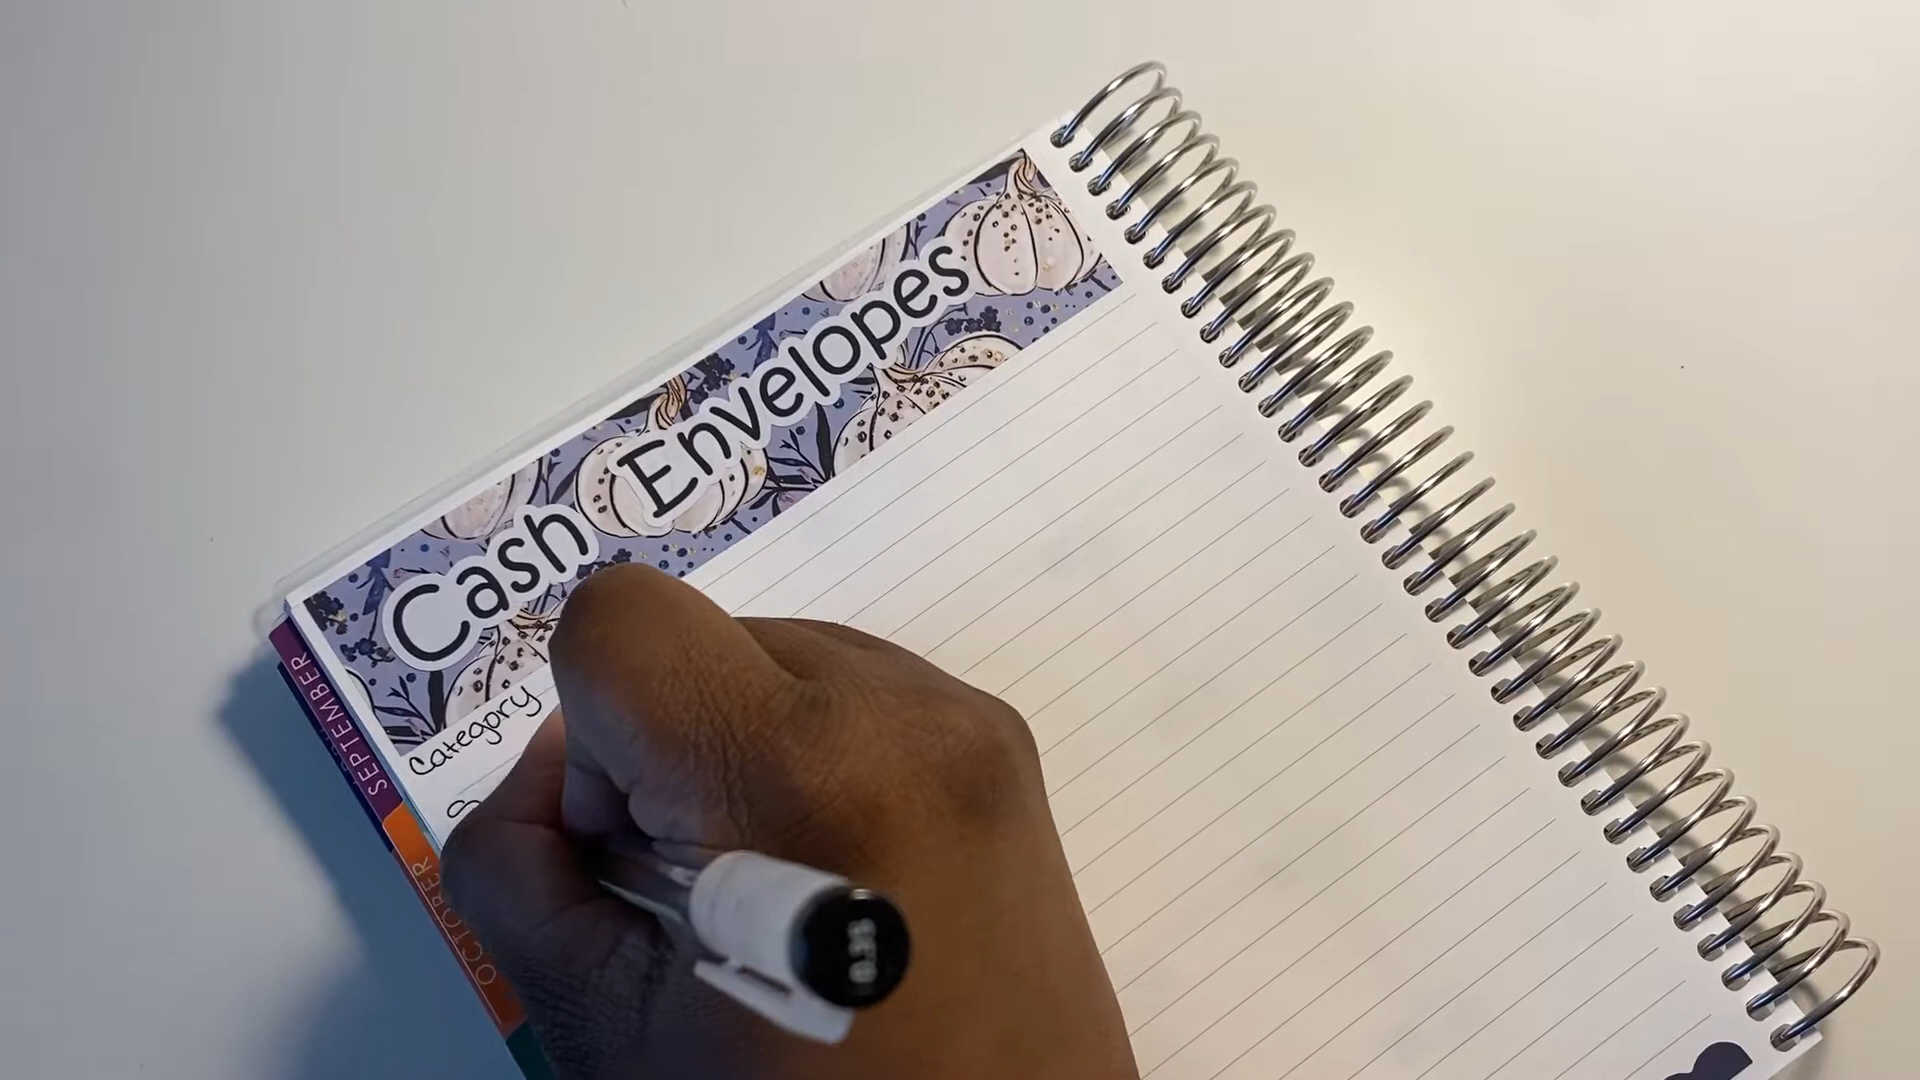 Cash Envelopes
Category
S
SEPTEMBER
OCTOBER
0.35